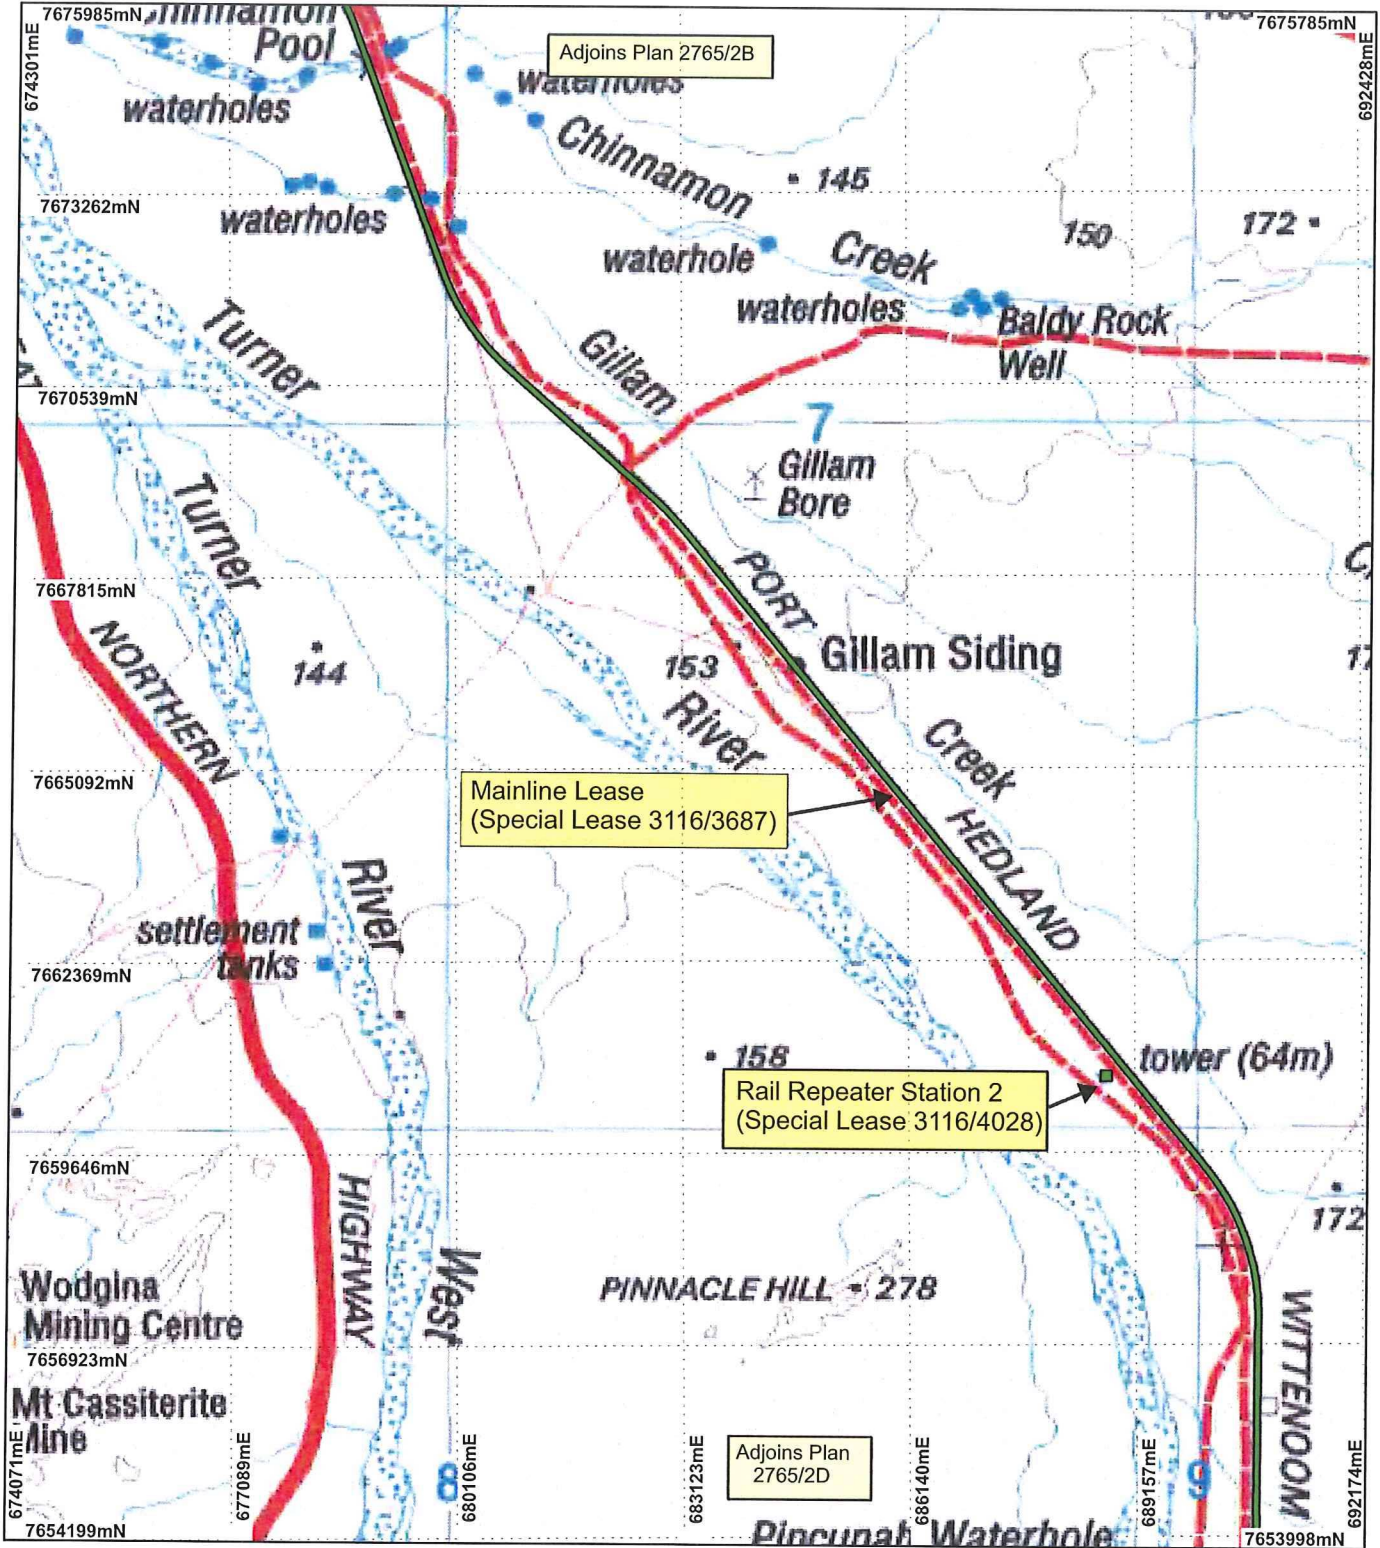 7675985mN
7675785mN
674301mE
692428mE
Pool
Adjoins Plan 2765/2B
waterholes
waterholes
Chinnamon
145
7673262mN
waterholes
172
150
waterhole
Creek
waterholes
Baldy Rock
Well
Turner
Gillam
7670539mN
7
Gillam
Bore
Turner
PORT
7667815mN
NORTHERN
144
153
Gillam Siding
River
Creek
7665092mN
Mainline Lease
(Special Lease 3116/3687)
HEDLAND
River
settlement
tanks
7662369mN
158
tower (64m)
Rail Repeater Station 2
(Special Lease 3116/4028)
7659646mN
HIGHWAY
172
West
PINNACLE HILL 278
Wodgina
Mining Centre
WITTENOOM
7656923mN
Mt Cassiterite
Mine
674071mE
677089mE
8
680106mE
683123mE
Adjoins Plan
2765/2D
686140mE
689157mE
9
692174mE
7654199mN
Pincunah Waterhole
7653998mN